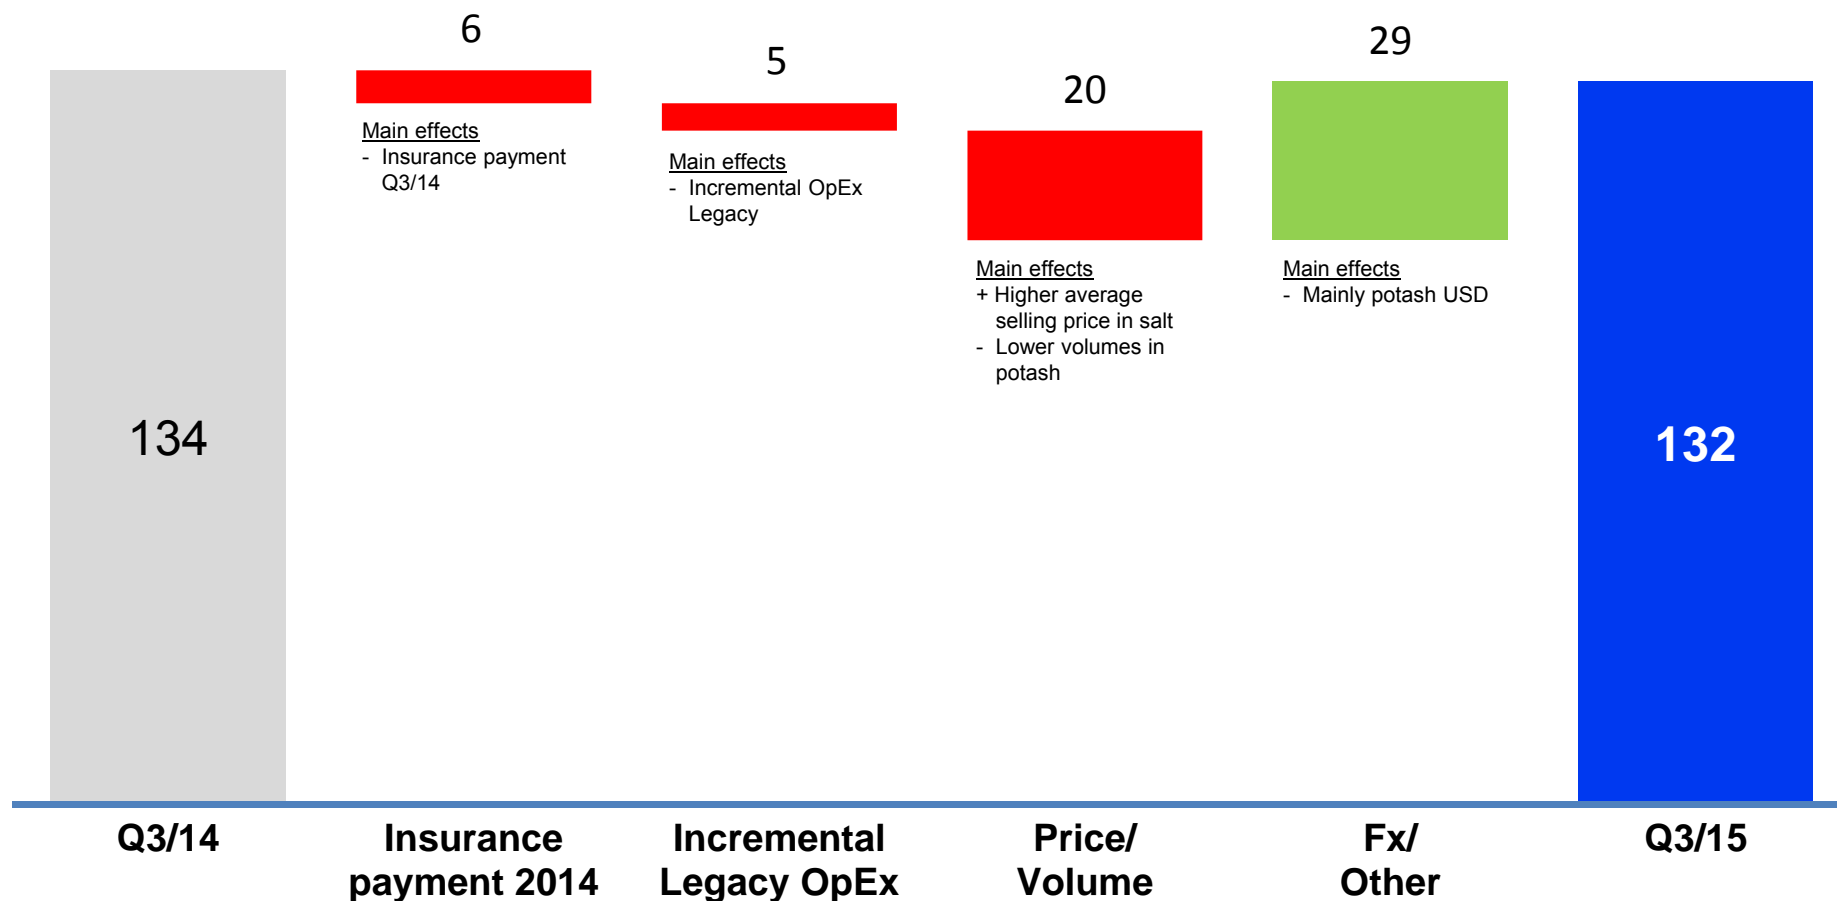 6
5
20
29
Main effects
- Insurance payment
Q3/14
Main effects
- Incremental OpEx
Legacy
Main effects
+ Higher average
selling price in salt
- Lower volumes in
potash
Main effects
- Mainly potash USD
134
132
Q3/14
Insurance
payment 2014
Incremental
Legacy OpEx
Price/
Volume
Fx/
Other
Q3/15